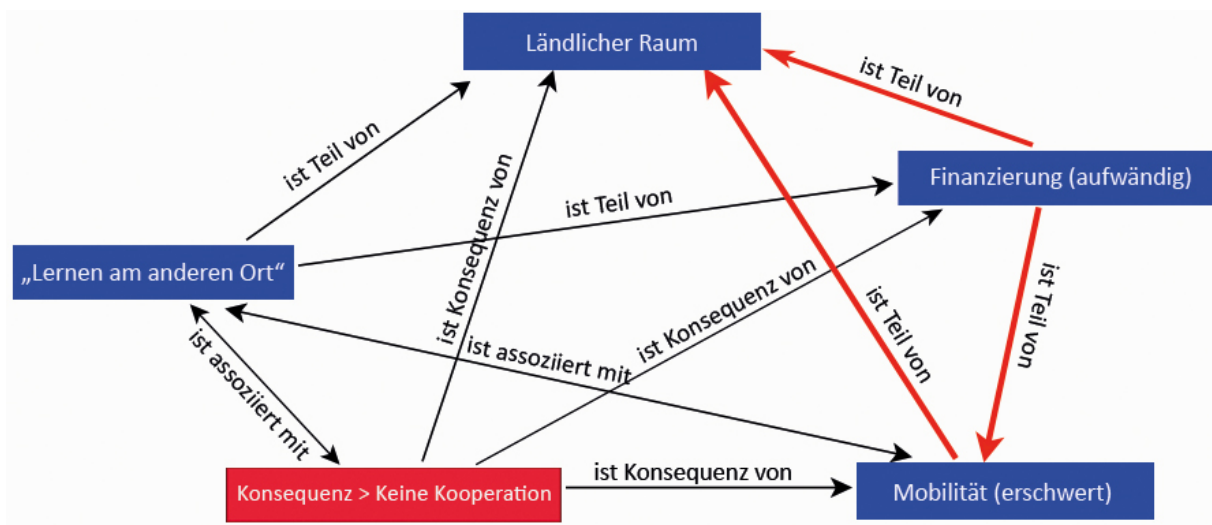 Ländlicher Raum
ist Teil von
ist Teil von
Finanzierung (aufwändig)
ist Teil von
ist Konsequenz von
„Lernen am anderen Ort“
ist Konsequenz von
ist Teil von
ist Teil von
ist assoziiert mit
ist assoziiert mit
Konsequenz > Keine Kooperation
ist Konsequenz von
Mobilität (erschwert)